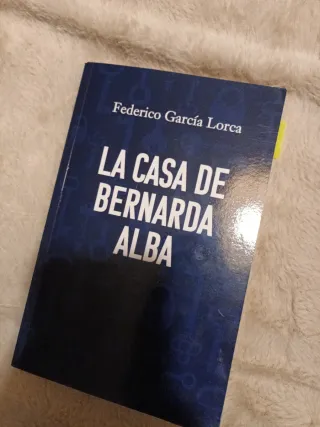 Federico García Lorca
LA CASA DE
BERNARDA
ALBA